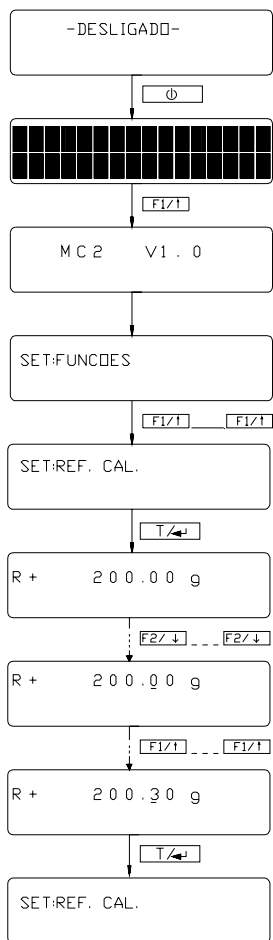 -DESLIGADO-
F1/↑
MC2 V1.0
SET:FUNCOES
F1/↑ ____ F1/↑
SET:REF. CAL.
T/↵
R + 200.00 g
F2/↓ _ _ _ F2/↓
R + 200.00 g
F1/↑ _ _ _ F1/↑
R + 200.30 g
T/↵
SET:REF. CAL.